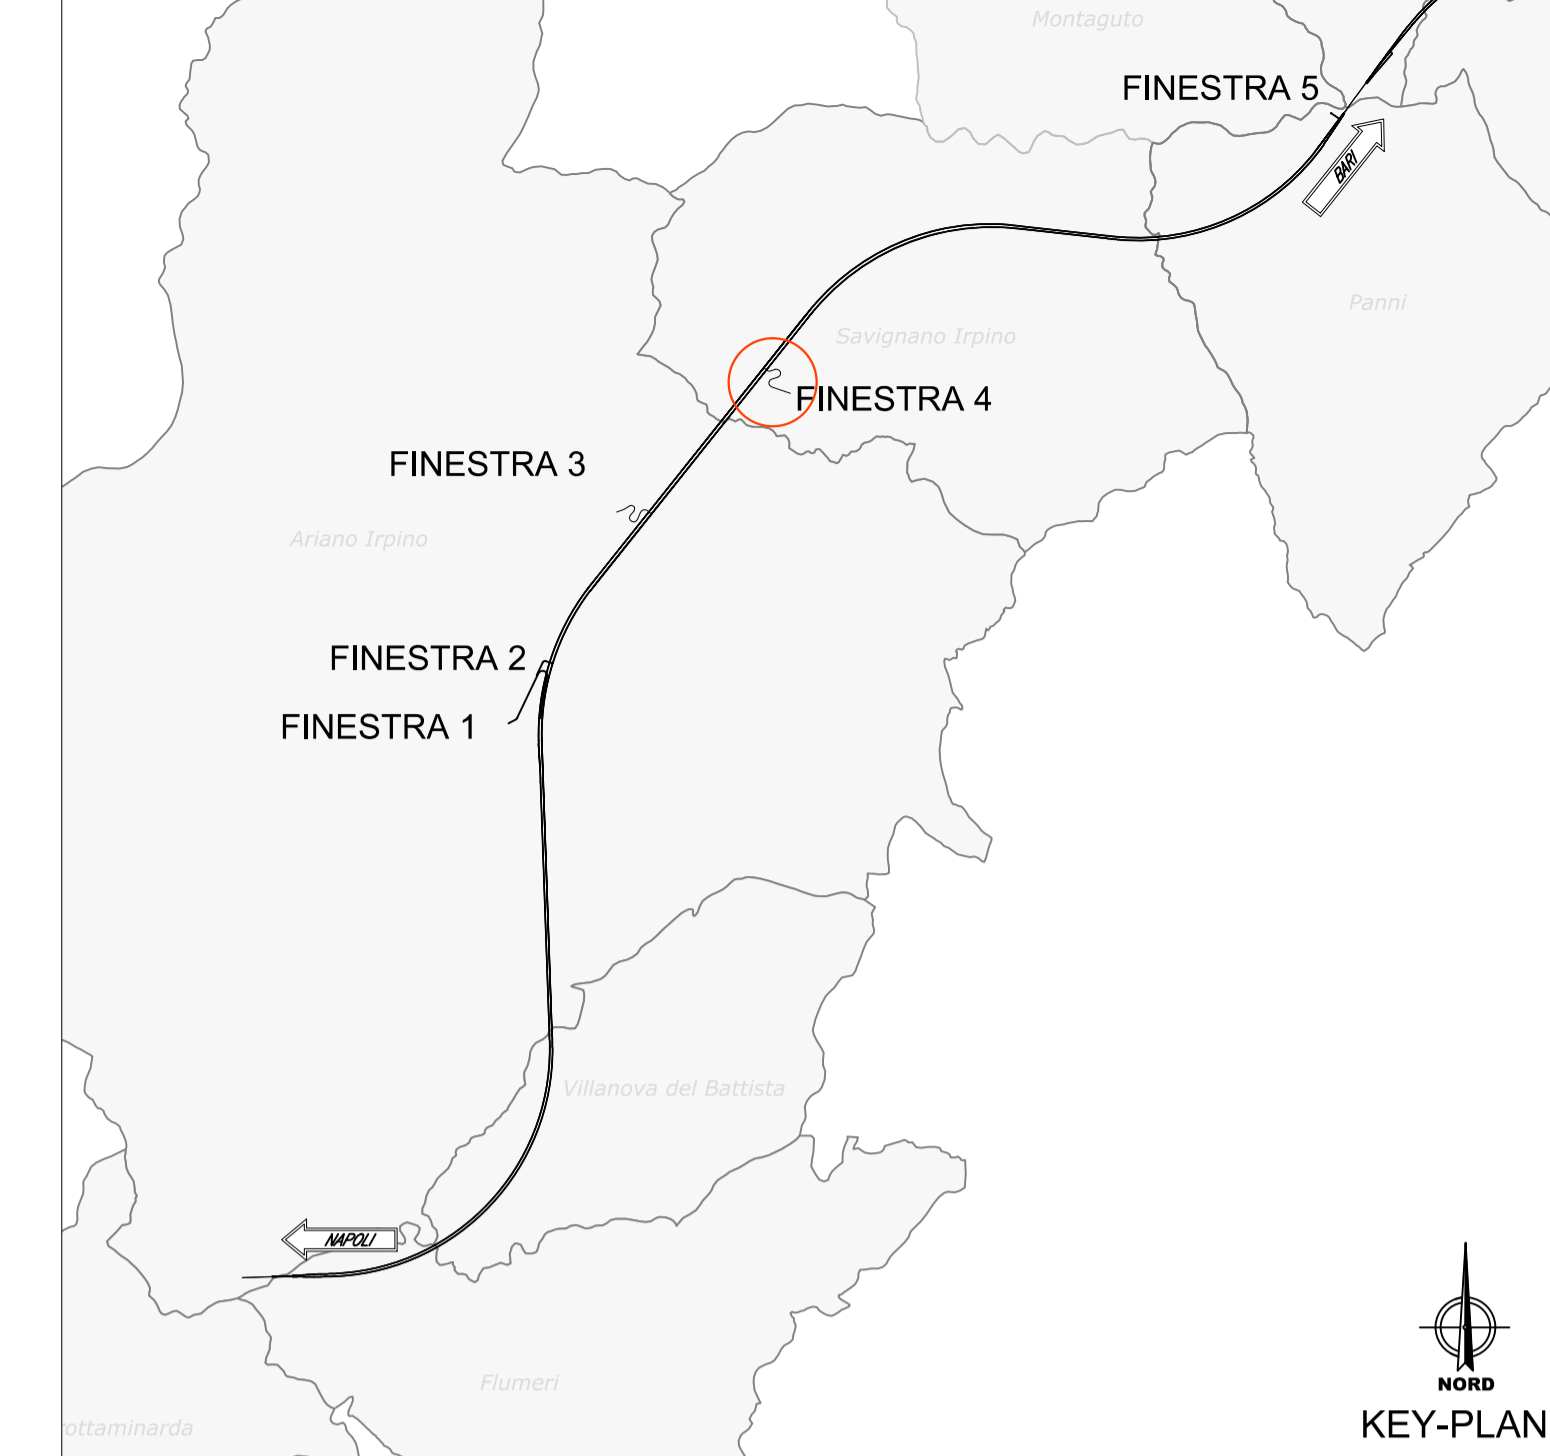 Montaguto
FINESTRA 5
BARI
Panni
Savignano Irpino
FINESTRA 4
FINESTRA 3
Ariano Irpino
FINESTRA 2
FINESTRA 1
Villanova del Battista
NAPOLI
Flumeri
NORD
KEY-PLAN
ottaminarda